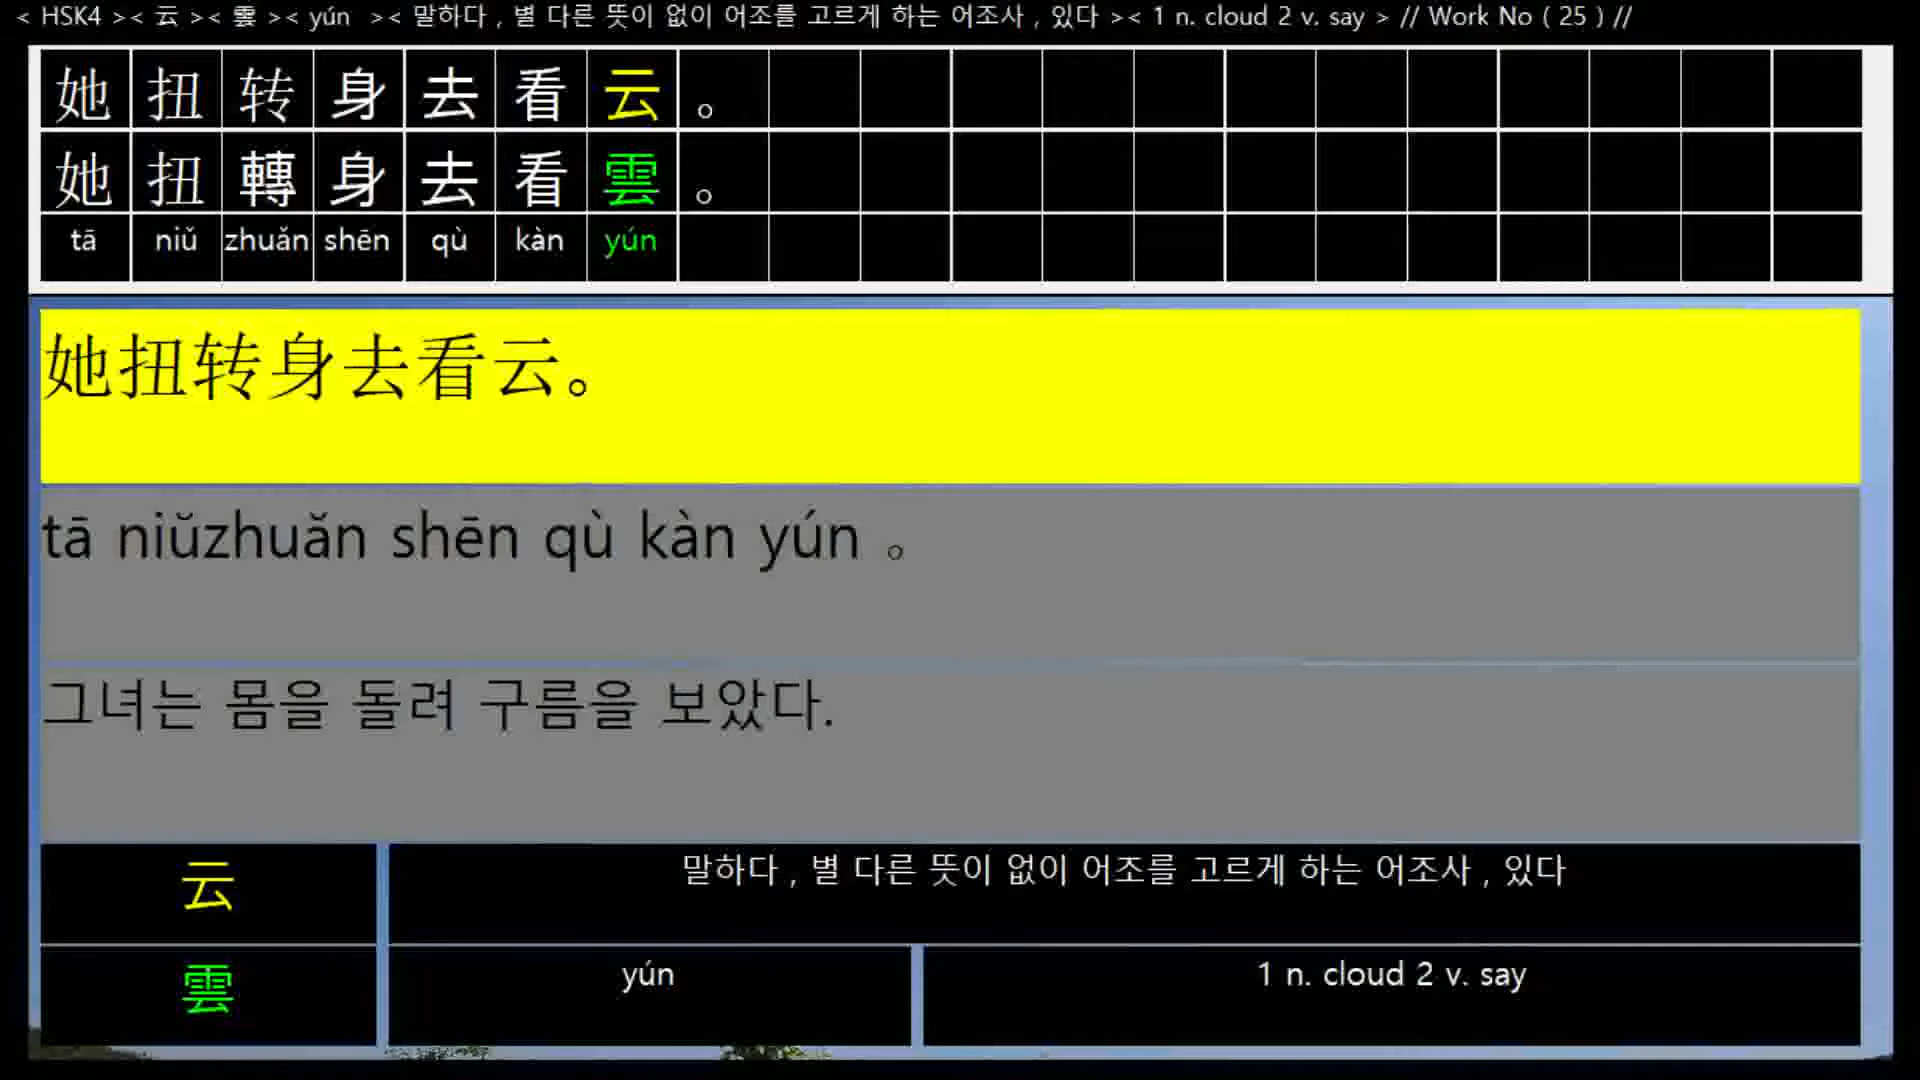 < HSK4 >< 云 >< 雲 >< yún >< 말하다 , 별 다른 뜻이 없이 어조를 고르게 하는 어조사 , 있다 >< 1 n. cloud 2 v. say > // Work No ( 25 ) //
她 扭 转 身 去 看 云 。
她 扭 轉 身 去 看 雲 。
tā niǔ zhuǎn shēn qù kàn yún
她扭转身去看云。
tā niǔzhuǎn shēn qù kàn yún 。
그녀는 몸을 돌려 구름을 보았다.
云
말하다 , 별 다른 뜻이 없이 어조를 고르게 하는 어조사 , 있다
雲
yún
1 n. cloud 2 v. say